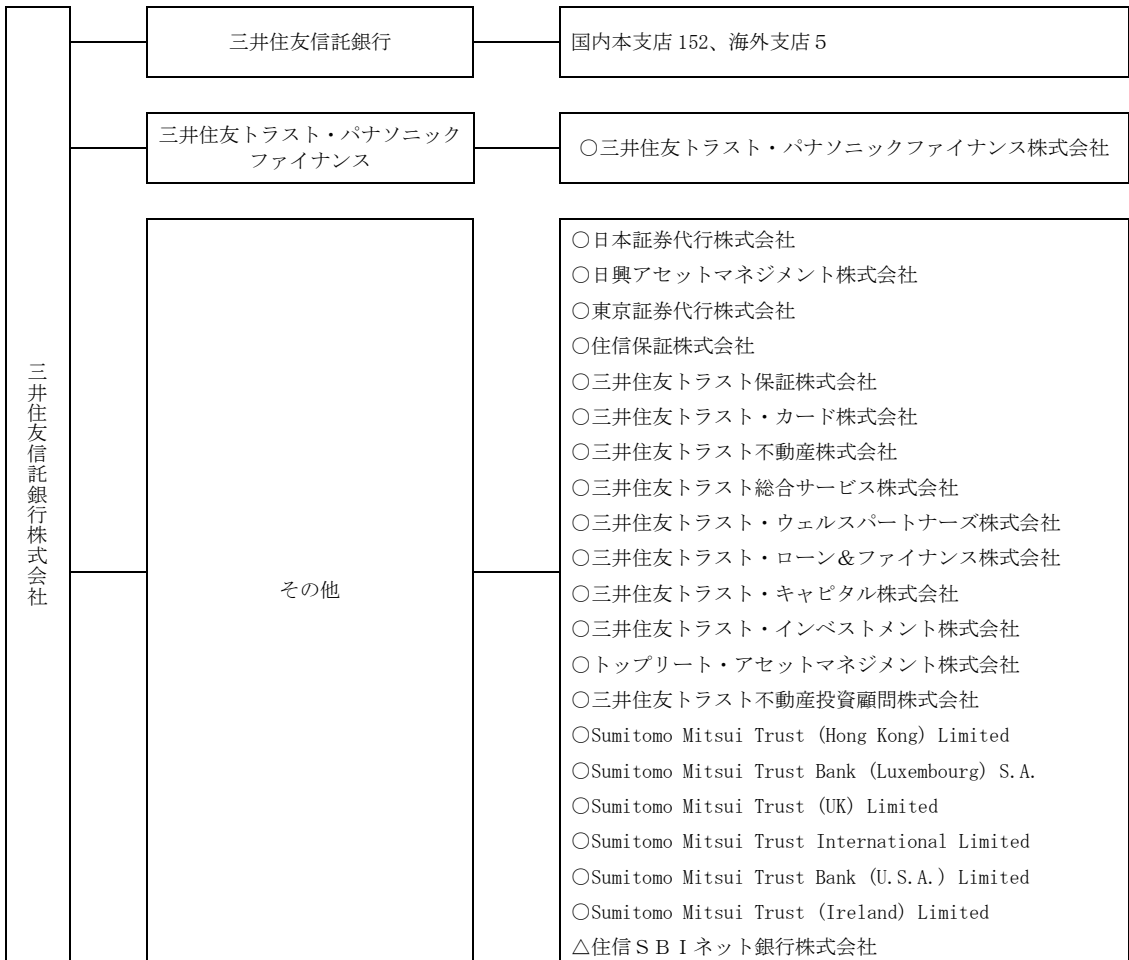 三井住友信託銀行株式会社
三井住友信託銀行
国内本支店 152、海外支店５
三井住友トラスト・パナソニック
ファイナンス
○三井住友トラスト・パナソニックファイナンス株式会社
その他
○日本証券代行株式会社
○日興アセットマネジメント株式会社
○東京証券代行株式会社
○住信保証株式会社
○三井住友トラスト保証株式会社
○三井住友トラスト・カード株式会社
○三井住友トラスト不動産株式会社
○三井住友トラスト総合サービス株式会社
○三井住友トラスト・ウェルスパートナーズ株式会社
○三井住友トラスト・ローン＆ファイナンス株式会社
○三井住友トラスト・キャピタル株式会社
○三井住友トラスト・インベストメント株式会社
○トップリート・アセットマネジメント株式会社
○三井住友トラスト不動産投資顧問株式会社
○Sumitomo Mitsui Trust (Hong Kong) Limited
○Sumitomo Mitsui Trust Bank (Luxembourg) S.A.
○Sumitomo Mitsui Trust (UK) Limited
○Sumitomo Mitsui Trust International Limited
○Sumitomo Mitsui Trust Bank (U.S.A.) Limited
○Sumitomo Mitsui Trust (Ireland) Limited
△住信ＳＢＩネット銀行株式会社